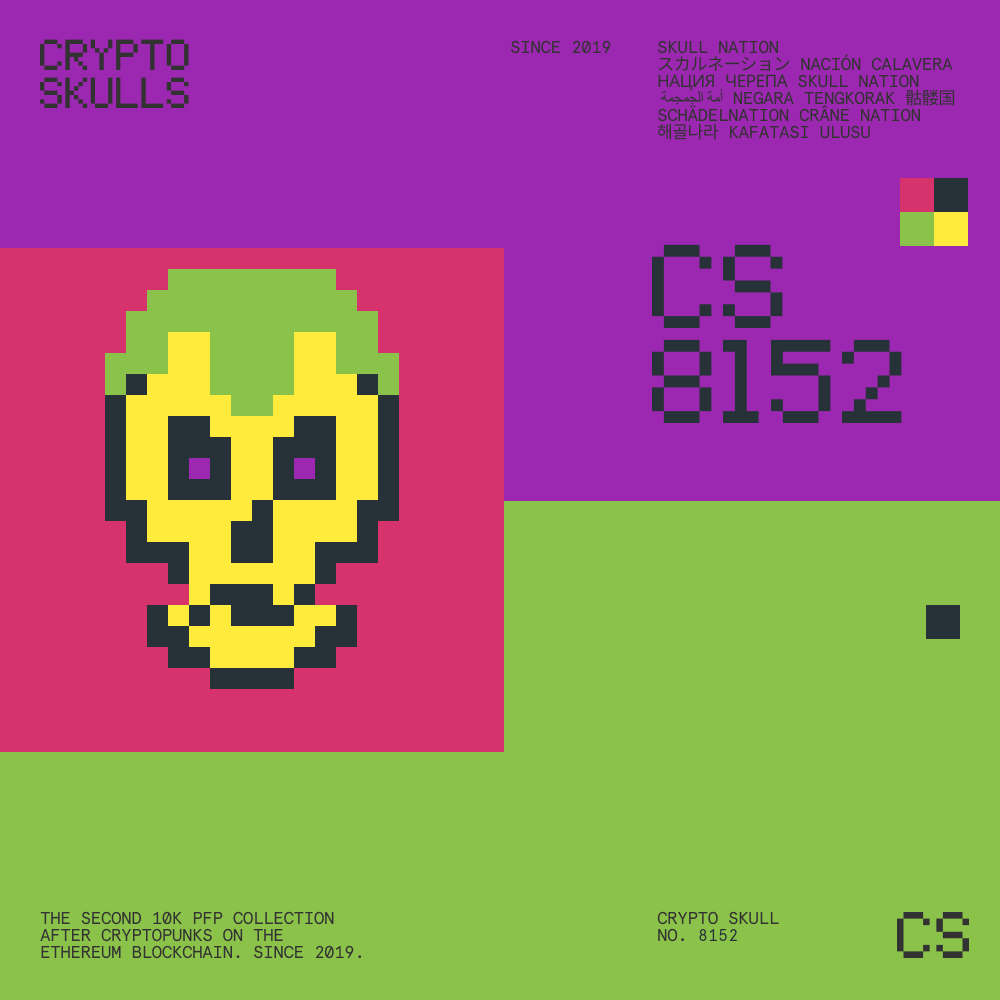 CRYPTO
SKULLS
SINCE 2019
SKULL NATION
スカルネーション NACIÓN CALAVERA
НАЦИЯ ЧЕРЕПА SKULL NATION
أمة الجمجمة NEGARA TENGKORAK 骷髅国
SCHÄDELNATION CRÂNE NATION
해골나라 KAFATASI ULUSU
CS
8152
THE SECOND 10K PFP COLLECTION
AFTER CRYPTOPUNKS ON THE
ETHEREUM BLOCKCHAIN. SINCE 2019.
CRYPTO SKULL
NO. 8152
CS